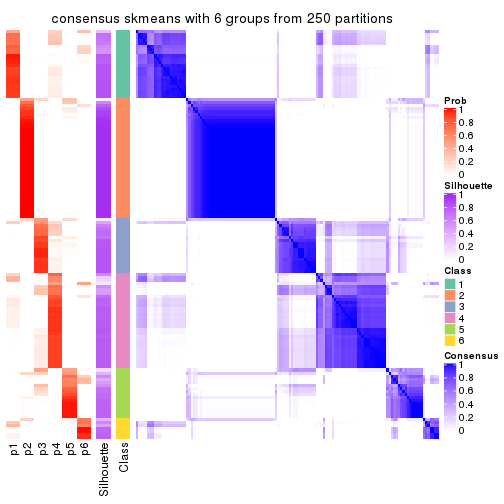 consensus skmeans with 6 groups from 250 partitions
Prob
1
0.8
0.6
0.4
0.2
0
Silhouette
1
0.8
0.6
0.4
0.2
0
Class
1
2
3
4
5
6
Consensus
1
0.8
0.6
0.4
0.2
0
p1
p2
p3
p4
p5
p6
Silhouette
Class